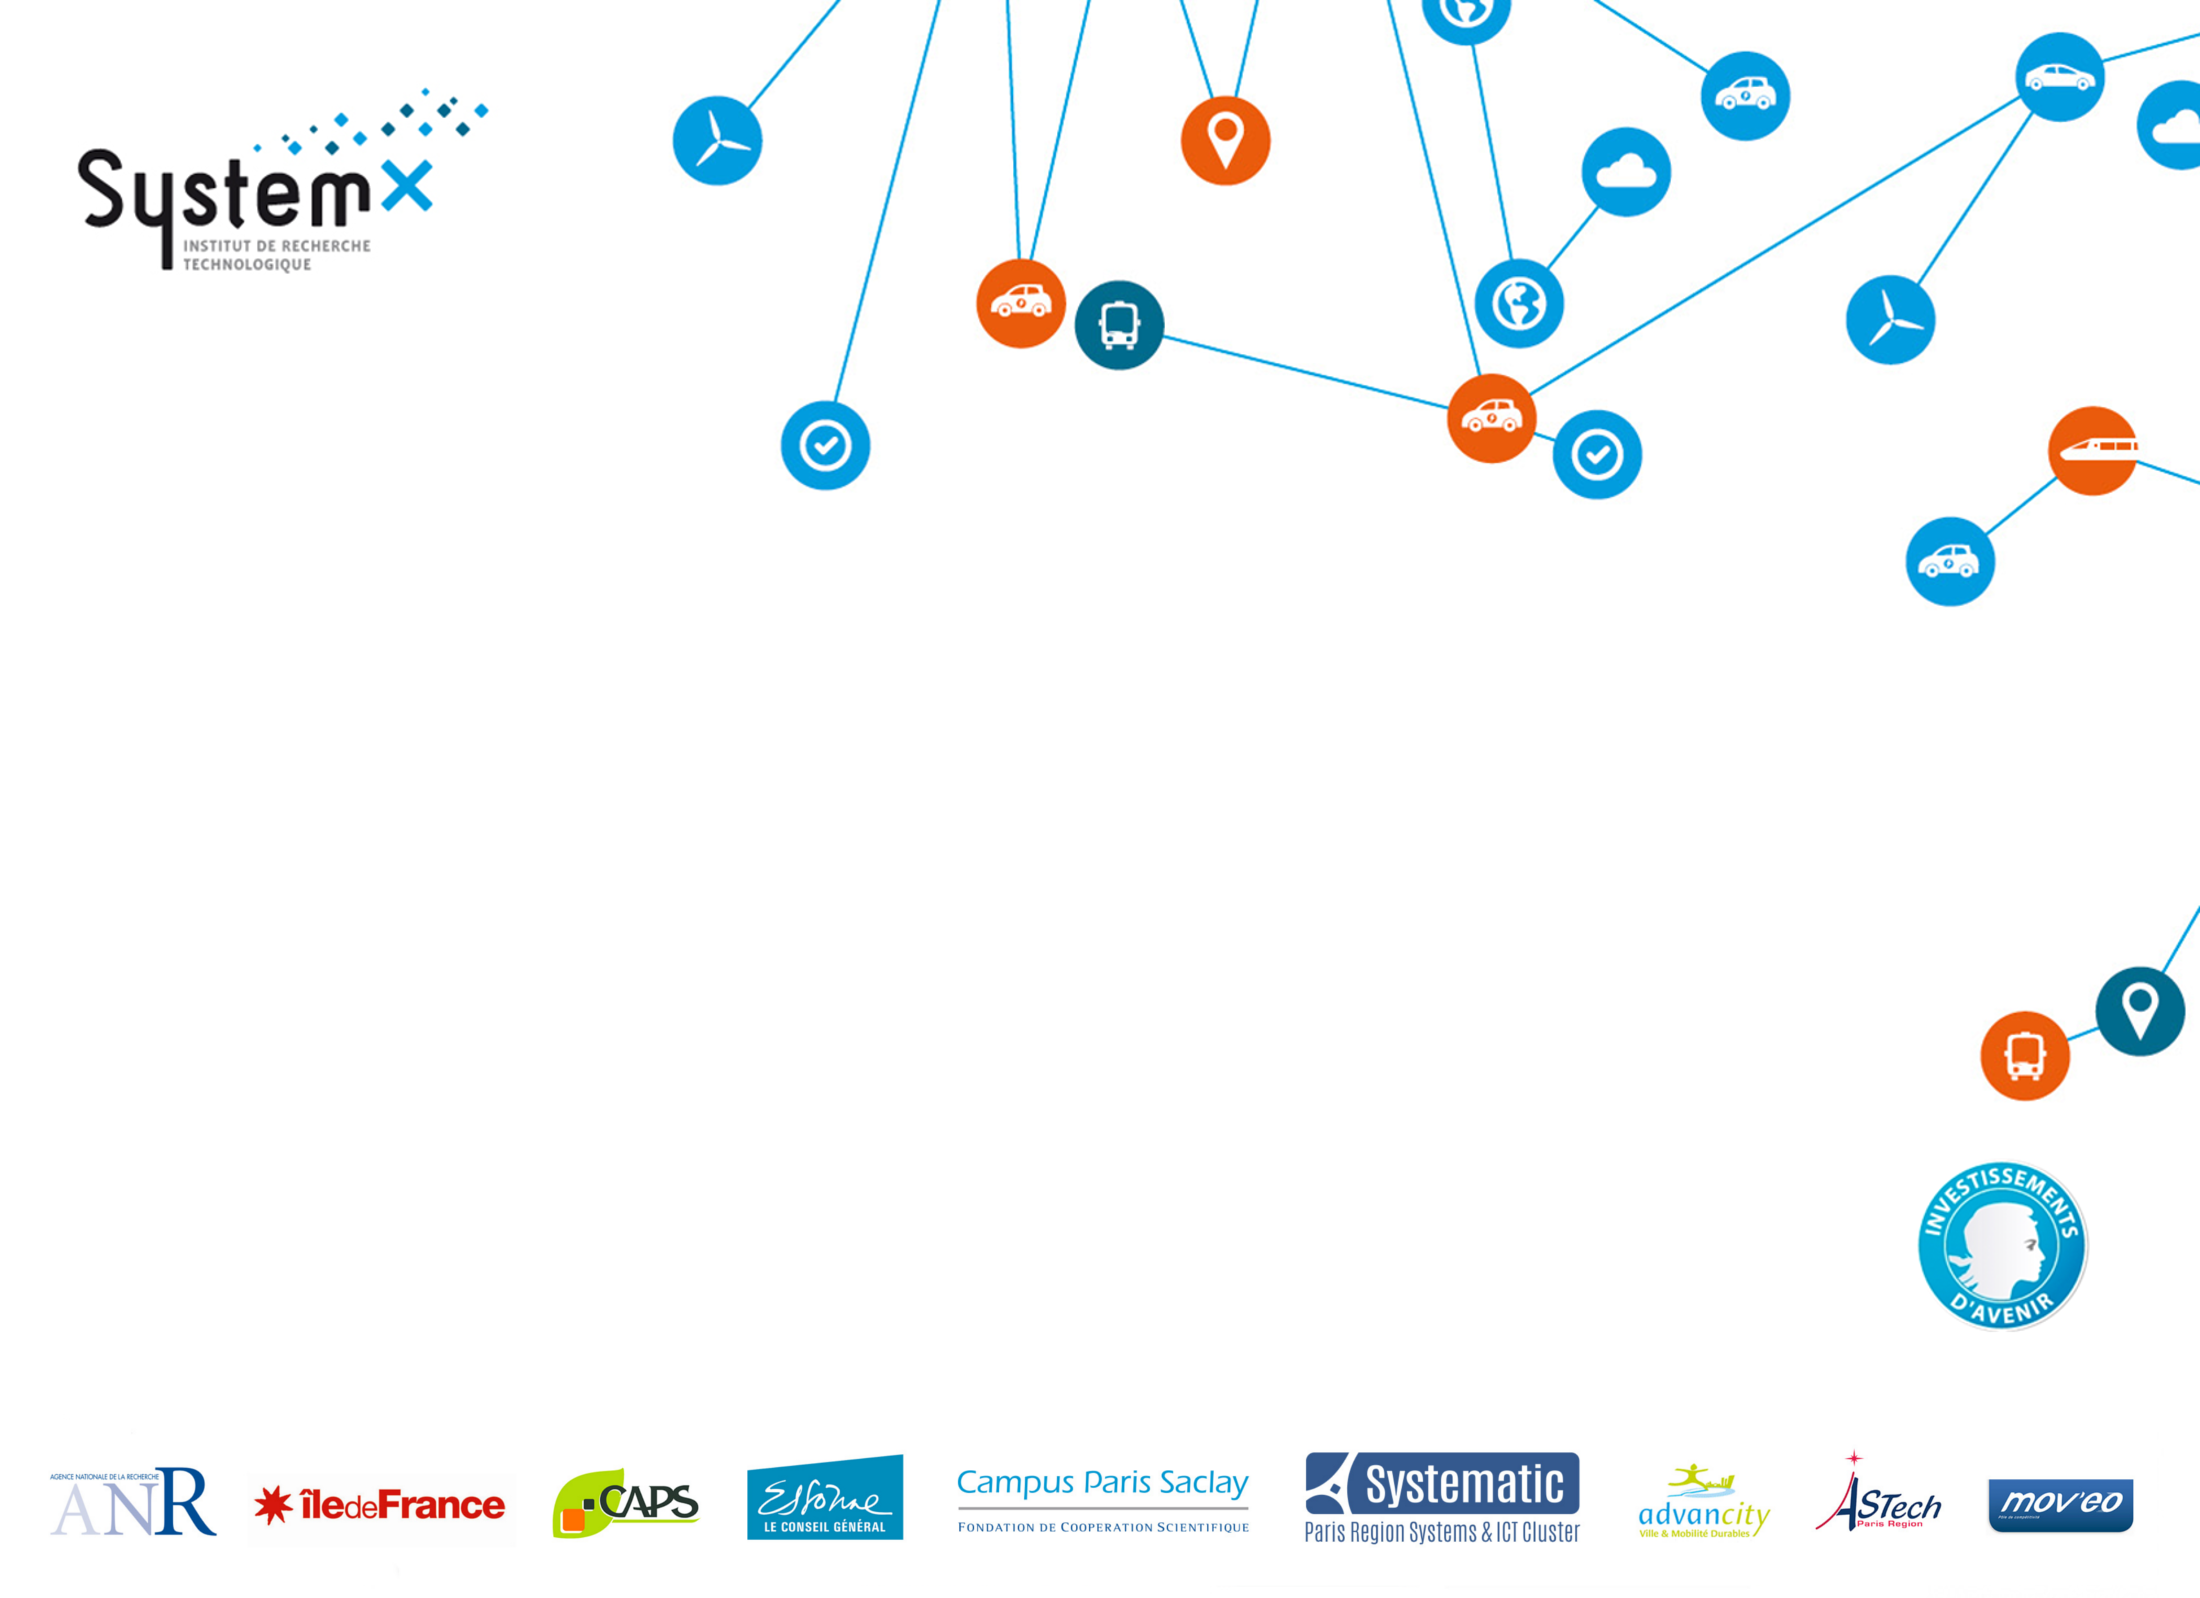 SystemX
INSTITUT DE RECHERCHE
TECHNOLOGIQUE
INVESTISSEMENTS
D'AVENIR
AGENCE NATIONALE DE LA RECHERCHE
ANR
îledeFrance
CAPS
Essonne
LE CONSEIL GÉNÉRAL
Campus Paris Saclay
FONDATION DE COOPERATION SCIENTIFIQUE
Systematic
Paris Region Systems & ICT Cluster
advancity
Ville & Mobilité Durables
ASTech
Paris Region
mov'eo